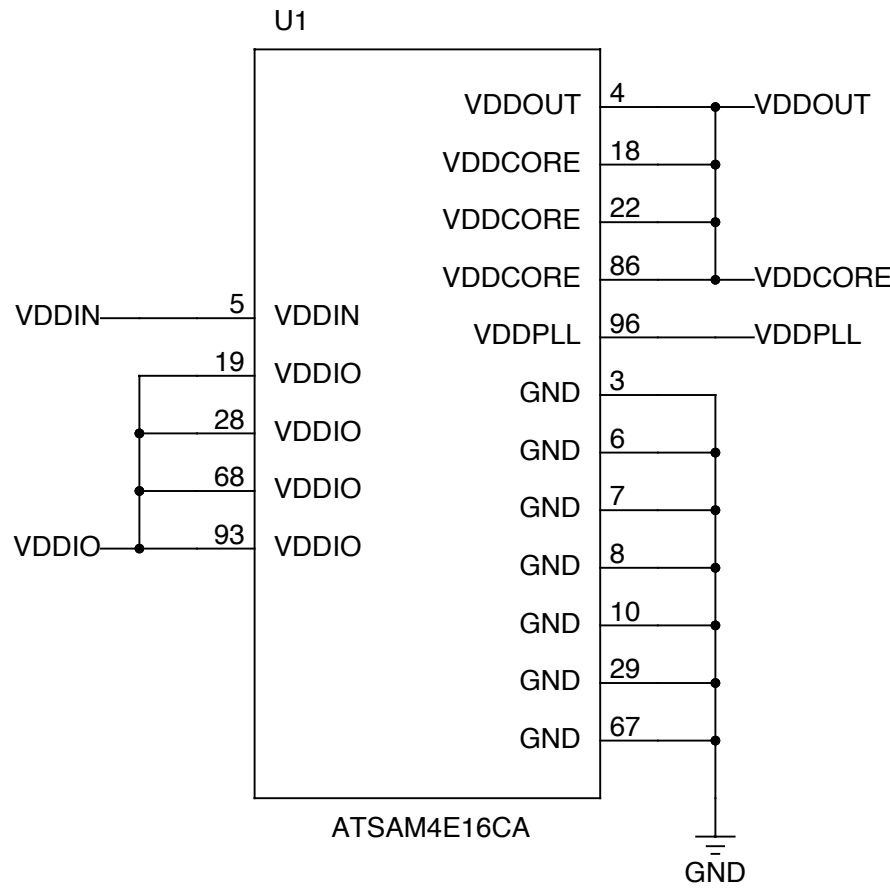 U1
VDDOUT 4 VDDOUT
VDDCORE 18
VDDCORE 22
VDDCORE 86 VDDCORE
VDDIN 5 VDDIN
VDDPLL 96 VDDPLL
19 VDDIO
GND 3
28 VDDIO
GND 6
68 VDDIO
GND 7
VDDIO 93 VDDIO
GND 8
GND 10
GND 29
GND 67
ATSAM4E16CA
GND